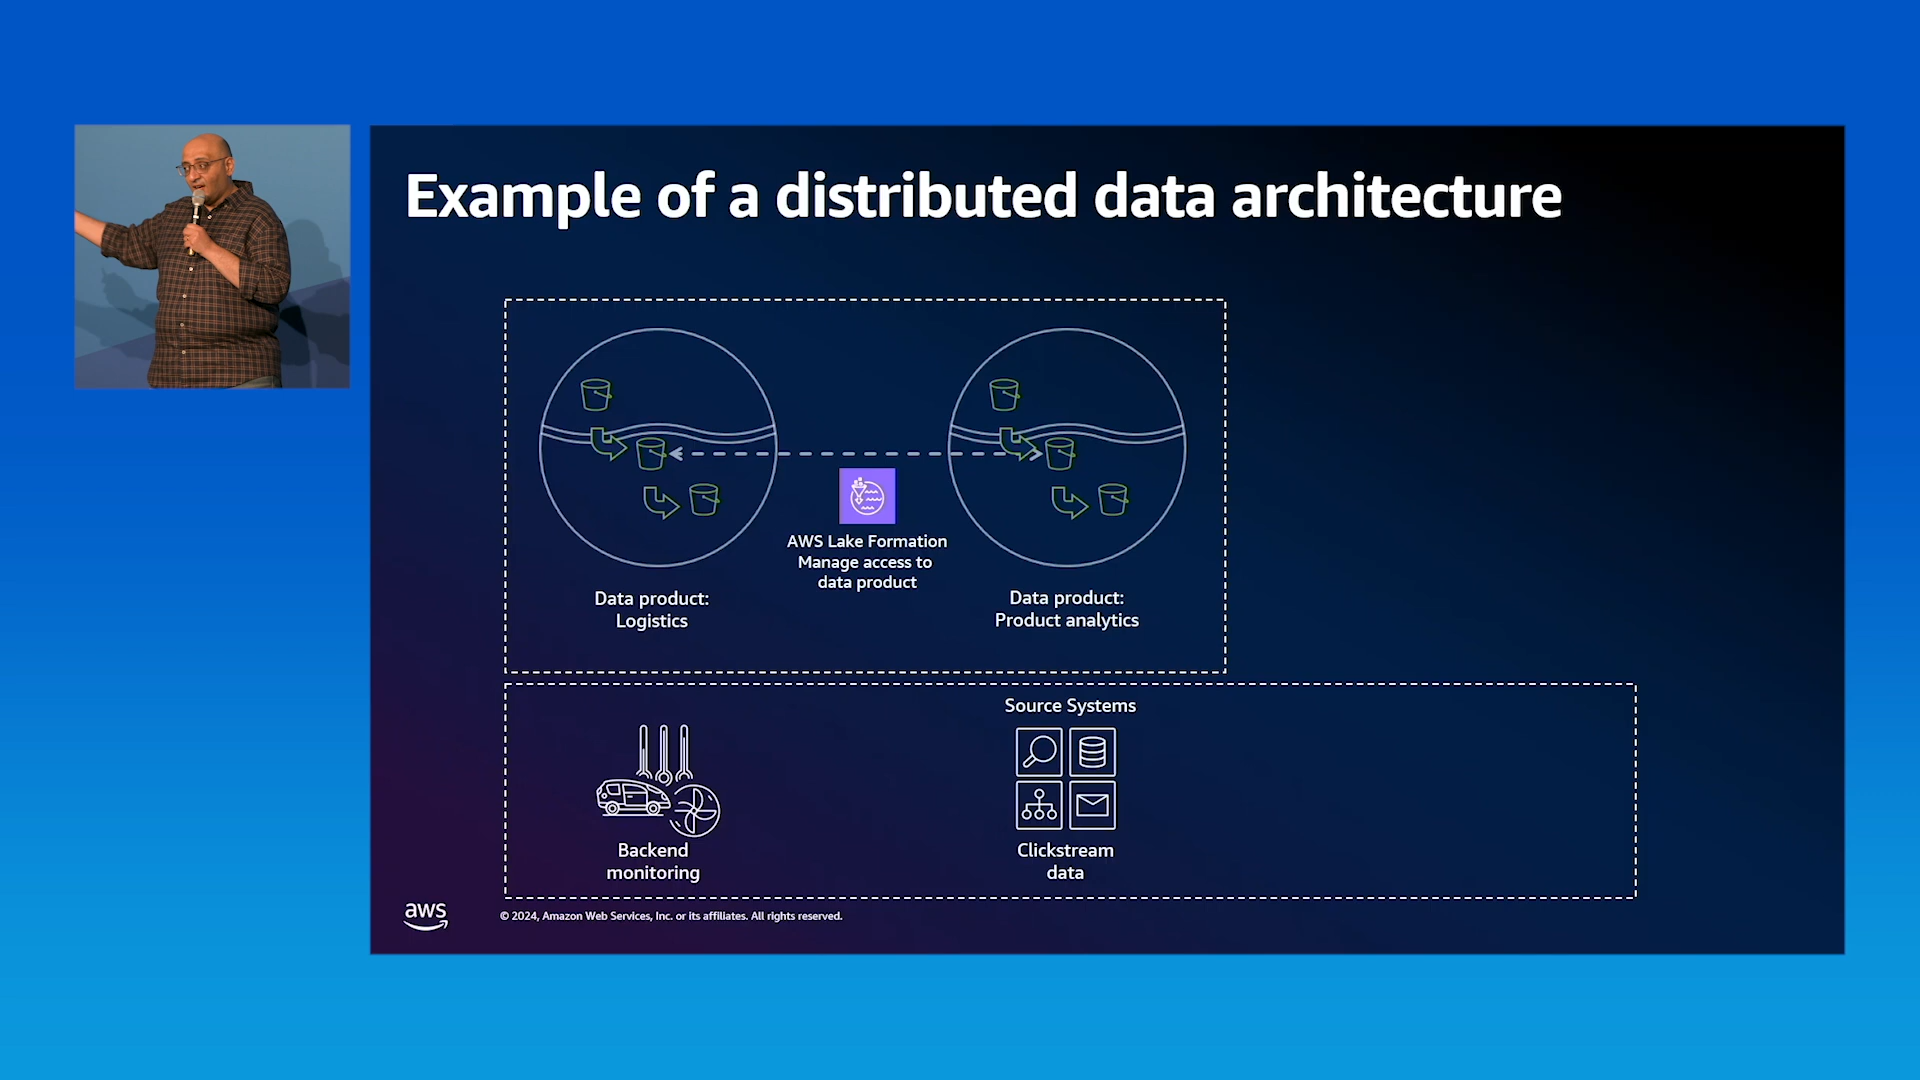 Example of a distributed data architecture
AWS Lake Formation
Manage access to
data product
Data product:
Logistics
Data product:
Product analytics
Source Systems
Backend
monitoring
Clickstream
data
aws
© 2024, Amazon Web Services, Inc. or its affiliates. All rights reserved.